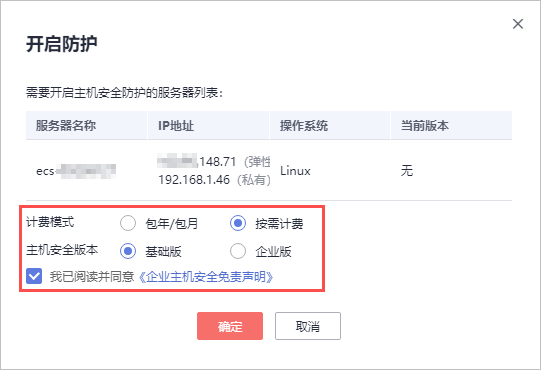 开启防护
需要开启主机安全防护的服务器列表：
服务器名称 IP地址 操作系统 当前版本
ecs- .148.71（弹性 Linux 无
192.168.1.46（私有）
计费模式 包年/包月 按需计费
主机安全版本 基础版 企业版
我已阅读并同意《企业主机安全免责声明》
确定 取消